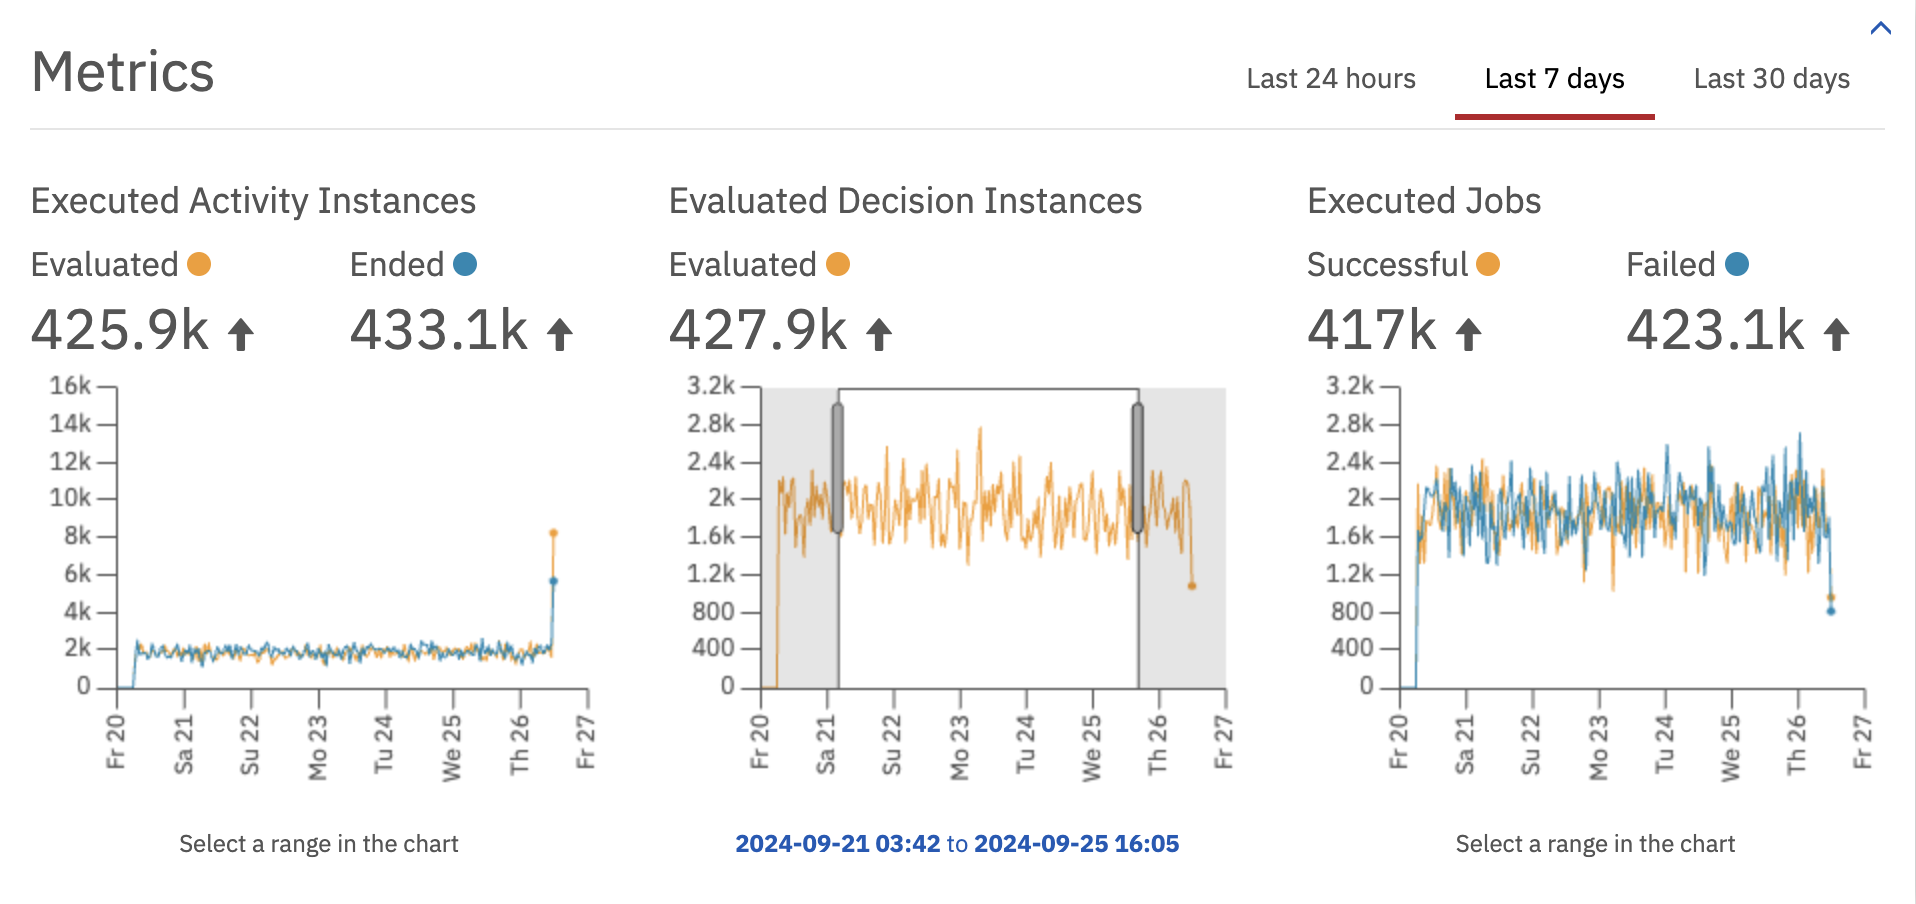 Metrics
Last 24 hours Last 7 days Last 30 days
Executed Activity Instances
Evaluated Ended
425.9k 433.1k
16k
14k
12k
10k
8k
6k
4k
2k
0
Fr 20 Sa 21 Su 22 Mo 23 Tu 24 We 25 Th 26 Fr 27
Select a range in the chart
Evaluated Decision Instances
Evaluated
427.9k
3.2k
2.8k
2.4k
2k
1.6k
1.2k
800
400
0
Fr 20 Sa 21 Su 22 Mo 23 Tu 24 We 25 Th 26 Fr 27
2024-09-21 03:42 to 2024-09-25 16:05
Executed Jobs
Successful Failed
417k 423.1k
3.2k
2.8k
2.4k
2k
1.6k
1.2k
800
400
0
Fr 20 Sa 21 Su 22 Mo 23 Tu 24 We 25 Th 26 Fr 27
Select a range in the chart